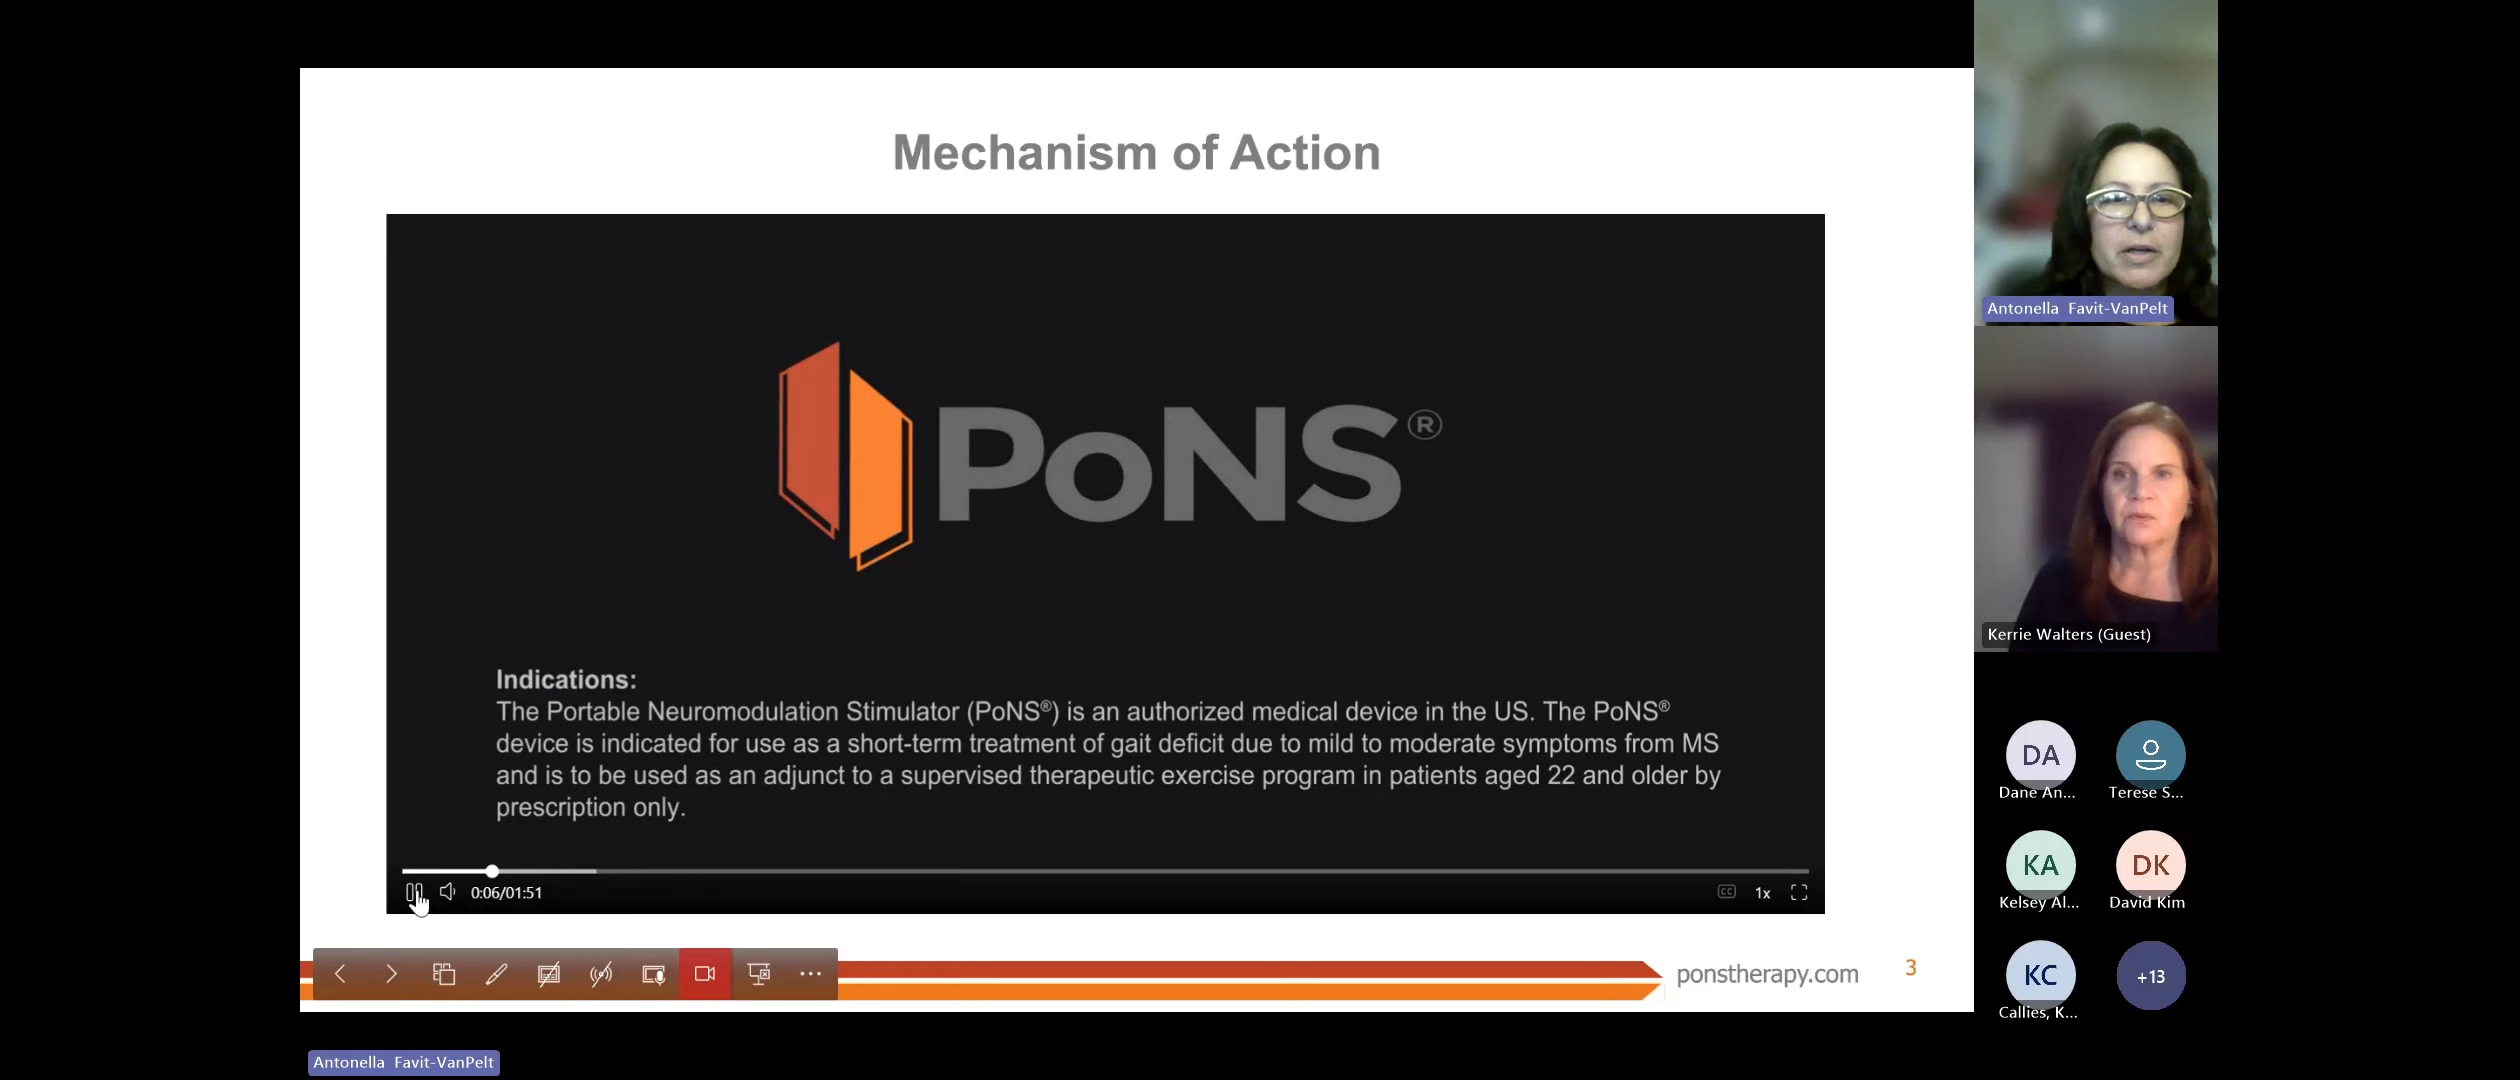 Mechanism of Action
PoNS®
Indications:
The Portable Neuromodulation Stimulator (PoNS®) is an authorized medical device in the US. The PoNS®
device is indicated for use as a short-term treatment of gait deficit due to mild to moderate symptoms from MS
and is to be used as an adjunct to a supervised therapeutic exercise program in patients aged 22 and older by
prescription only.
0:06/01:51
CC
1x
ponstherapy.com
3
Antonella Favit-VanPelt
Antonella Favit-VanPelt
Kerrie Walters (Guest)
DA
Dane An...
Terese S...
KA
Kelsey Al...
DK
David Kim
KC
Callies, K...
+13